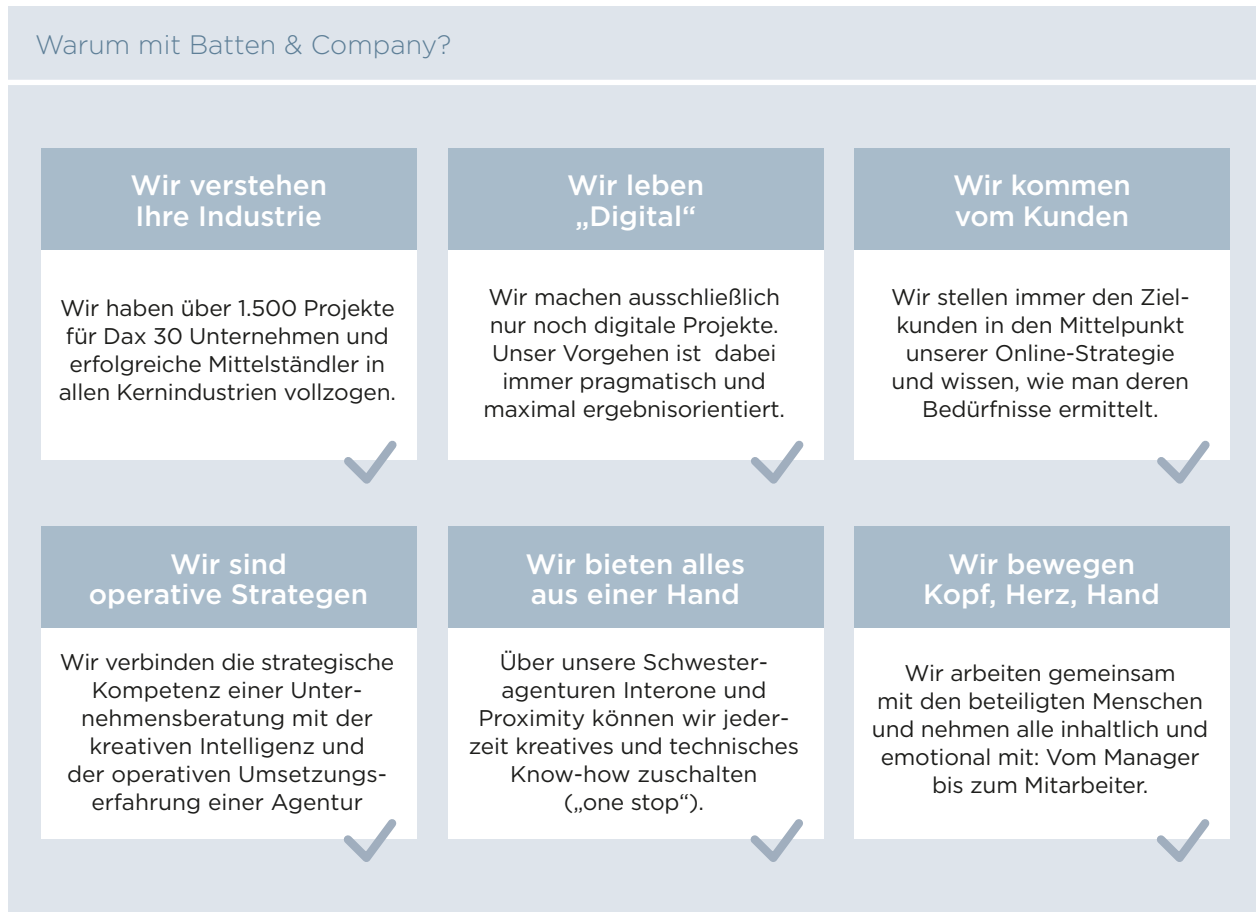 Warum mit Batten & Company?
Wir verstehen
Ihre Industrie
Wir haben über 1.500 Projekte
für Dax 30 Unternehmen und
erfolgreiche Mittelständler in
allen Kernindustrien vollzogen.
Wir leben
„Digital“
Wir machen ausschließlich
nur noch digitale Projekte.
Unser Vorgehen ist  dabei
immer pragmatisch und
maximal ergebnisorientiert.
Wir kommen
vom Kunden
Wir stellen immer den Ziel-
kunden in den Mittelpunkt
unserer Online-Strategie
und wissen, wie man deren
Bedürfnisse ermittelt.
Wir sind
operative Strategen
Wir verbinden die strategische
Kompetenz einer Unter-
nehmensberatung mit der
kreativen Intelligenz und
der operativen Umsetzungs-
erfahrung einer Agentur
Wir bieten alles
aus einer Hand
Über unsere Schwester-
agenturen Interone und
Proximity können wir jeder-
zeit kreatives und technisches
Know-how zuschalten
(„one stop“).
Wir bewegen
Kopf, Herz, Hand
Wir arbeiten gemeinsam
mit den beteiligten Menschen
und nehmen alle inhaltlich und
emotional mit: Vom Manager
bis zum Mitarbeiter.